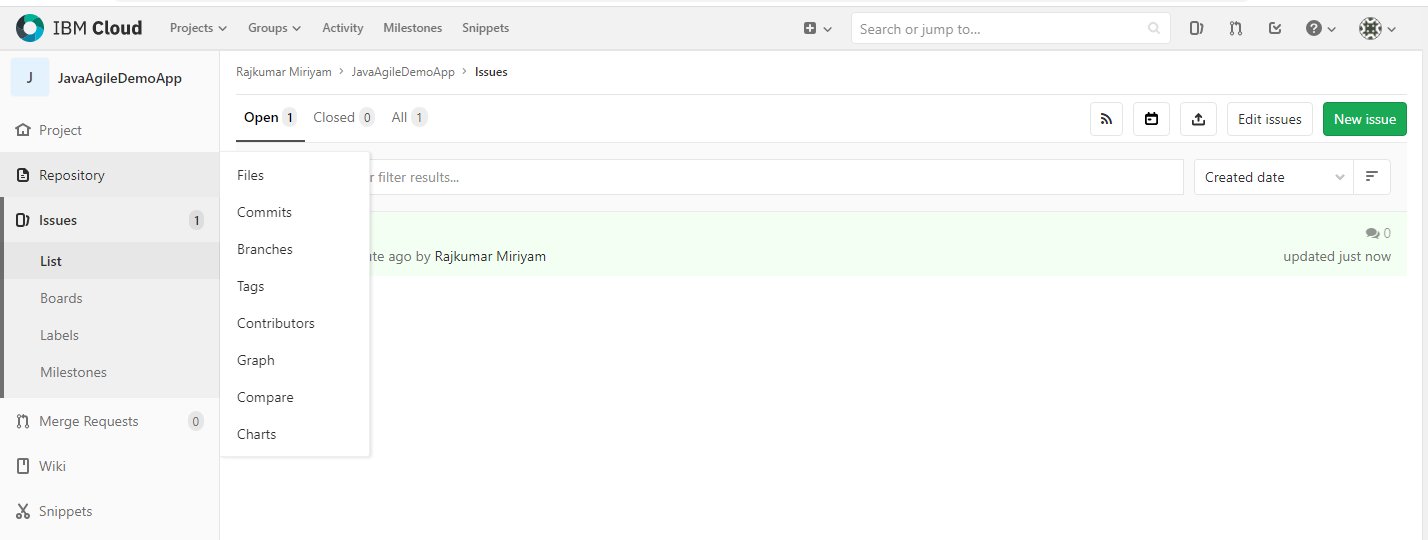 IBM Cloud Projects Groups Activity Milestones Snippets Search or jump to...
J JavaAgileDemoApp
Project
Repository
Issues 1
List
Boards
Labels
Milestones
Merge Requests 0
Wiki
Snippets
Rajkumar Miriyam > JavaAgileDemoApp > Issues
Open 1 Closed 0 All 1 Edit issues New issue
Files
Commits
Branches
Tags
Contributors
Graph
Compare
Charts
filter results... Created date
0
ago by Rajkumar Miriyam updated just now